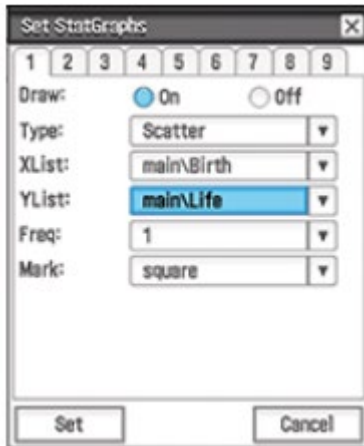 Set StatGraphs
1 2 3 4 5 6 7 8 9
Draw: On Off
Type: Scatter
XList: main\Birth
YList: main\Life
Freq: 1
Mark: square
Set Cancel